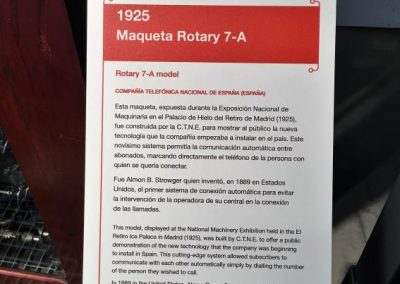 1925
Maqueta Rotary 7-A
Rotary 7-A model
COMPAÑÍA TELEFÓNICA NACIONAL DE ESPAÑA (ESPAÑA)
Esta maqueta, expuesta durante la Exposición Nacional de
Maquinaria en el Palacio de Hielo del Retiro de Madrid (1925),
fue construida por la C.T.N.E. para mostrar al público la nueva
tecnología que la compañía empezaba a instalar en el país. Este
novísimo sistema permitía la comunicación automática entre
abonados, marcando directamente el teléfono de la persona con
quien se quería conectar.
Fue Almon B. Strowger quien inventó, en 1889 en Estados
Unidos, el primer sistema de conexión automática para evitar
la intervención de la operadora de su central en la conexión
de las llamadas.
This model, displayed at the National Machinery Exhibition held in the El
Retiro Ice Palace in Madrid (1925), was built by C.T.N.E. to offer a public
demonstration of the new technology that the company was beginning
to install in Spain. This cutting-edge system allowed subscribers to
communicate with each other automatically simply by dialling the number
of the person they wished to call.
In 1889 in the United States, Almon